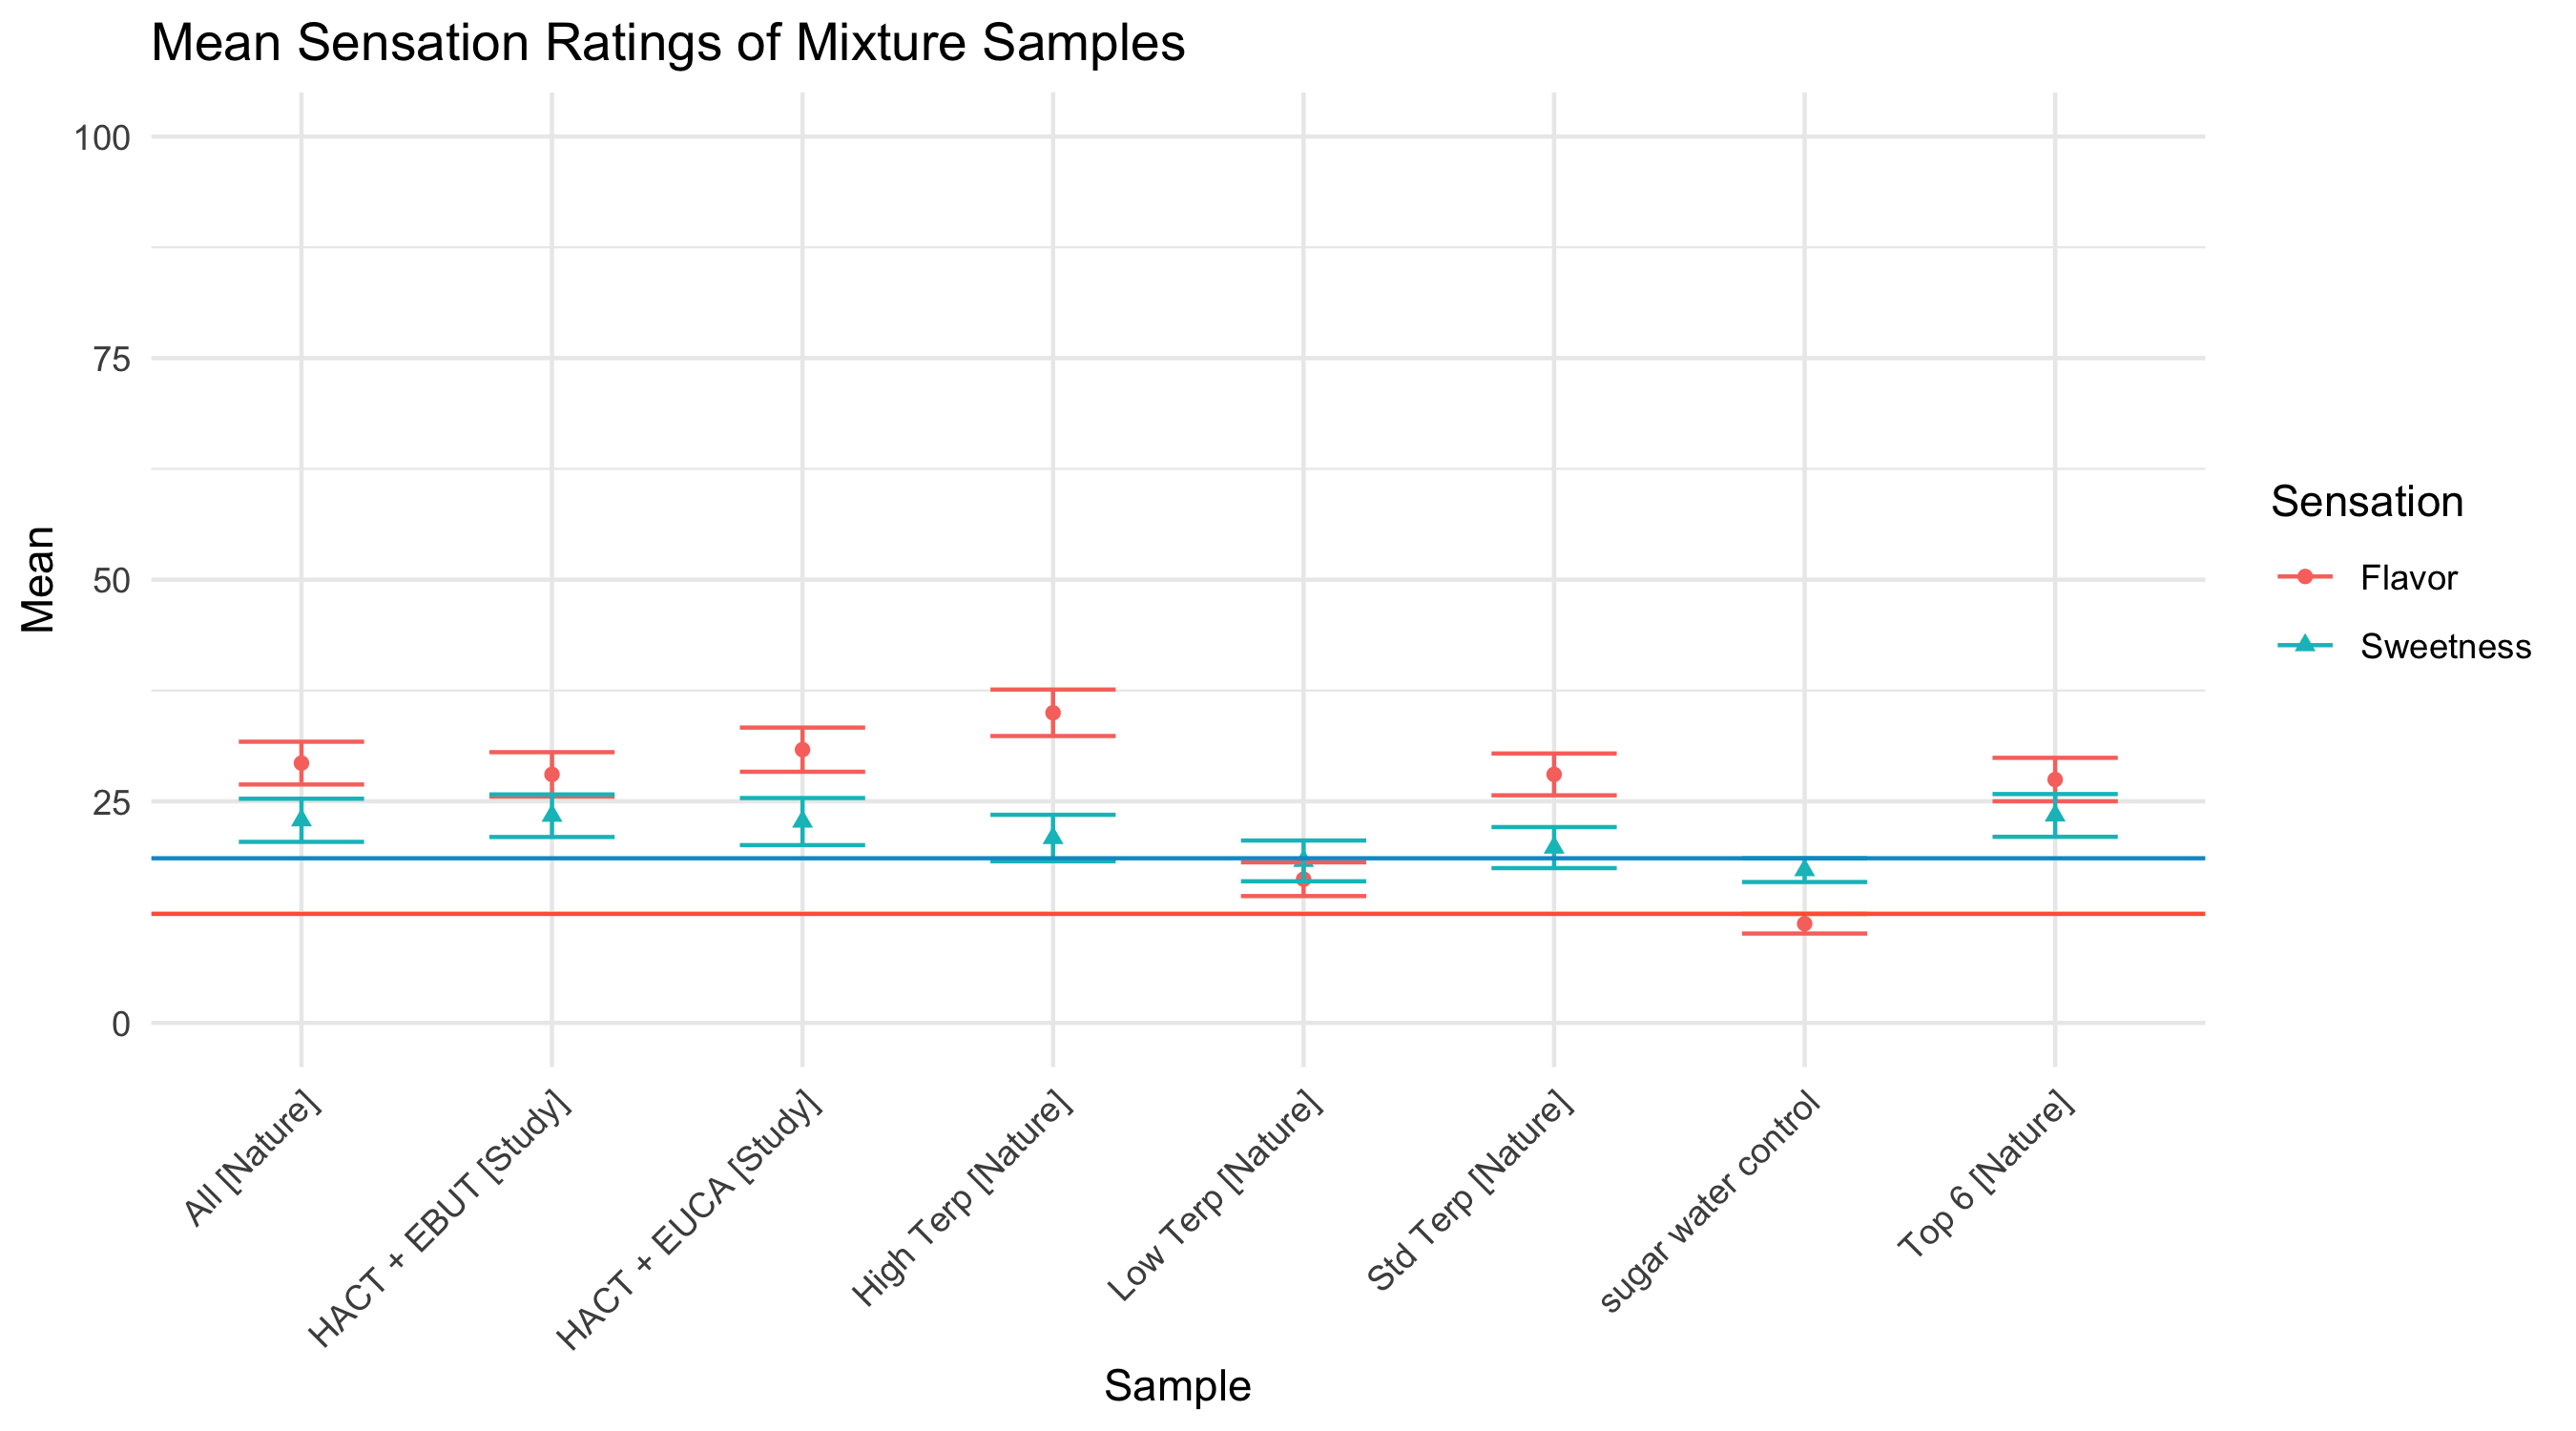 Mean Sensation Ratings of Mixture Samples
100
75
50
25
0
Mean
All [Nature]
HACT + EBUT [Study]
HACT + EUCA [Study]
High Terp [Nature]
Low Terp [Nature]
Std Terp [Nature]
sugar water control
Top 6 [Nature]
Sample
Sensation
Flavor
Sweetness